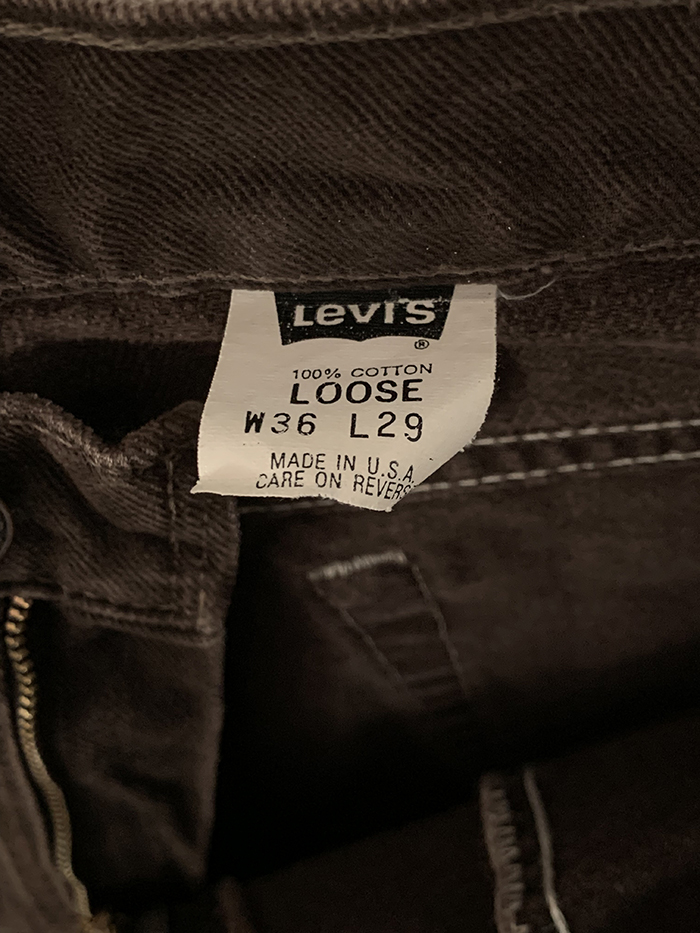 Levi's
®
100% COTTON
LOOSE
W36 L29
MADE IN U.S.A.
CARE ON REVERS